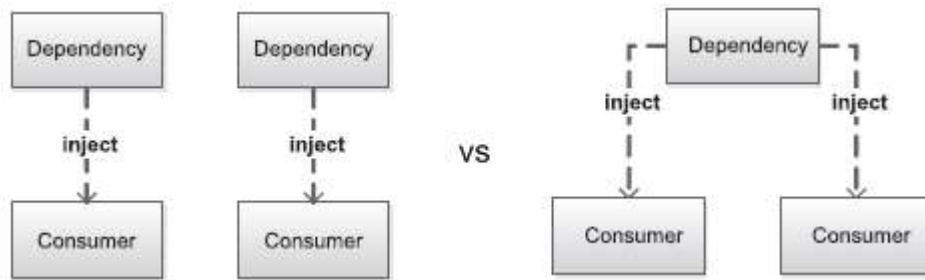 Dependency
Dependency
Dependency
inject
inject
inject
inject
vs
Consumer
Consumer
Consumer
Consumer